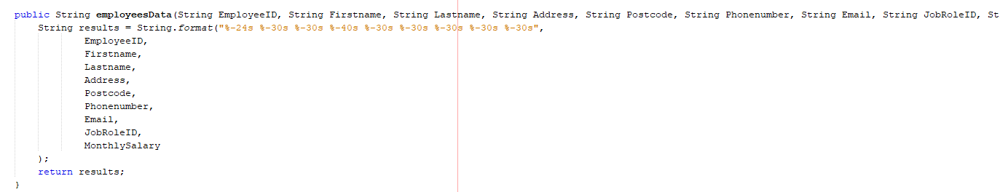 public String employeesData(String EmployeeID, String Firstname, String Lastname, String Address, String Postcode, String Phonenumber, String Email, String JobRoleID, St
String results = String.format("%-24s %-30s %-30s %-40s %-30s %-30s %-30s %-30s %-30s",
EmployeeID,
Firstname,
Lastname,
Address,
Postcode,
Phonenumber,
Email,
JobRoleID,
MonthlySalary
);
return results;
}